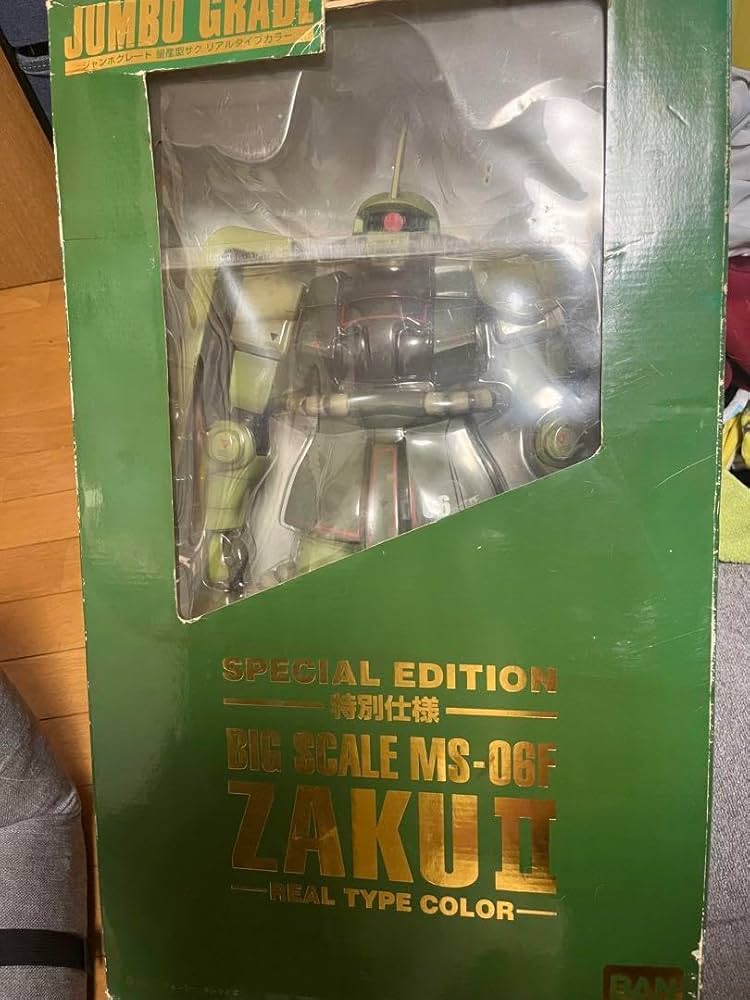 JUMBO GRADE
ジャンボグレード 量産型ザク リアルタイプカラー
6
SPECIAL EDITION
特別仕様
BIG SCALE MS-06F
ZAKU II
REAL TYPE COLOR
BAN